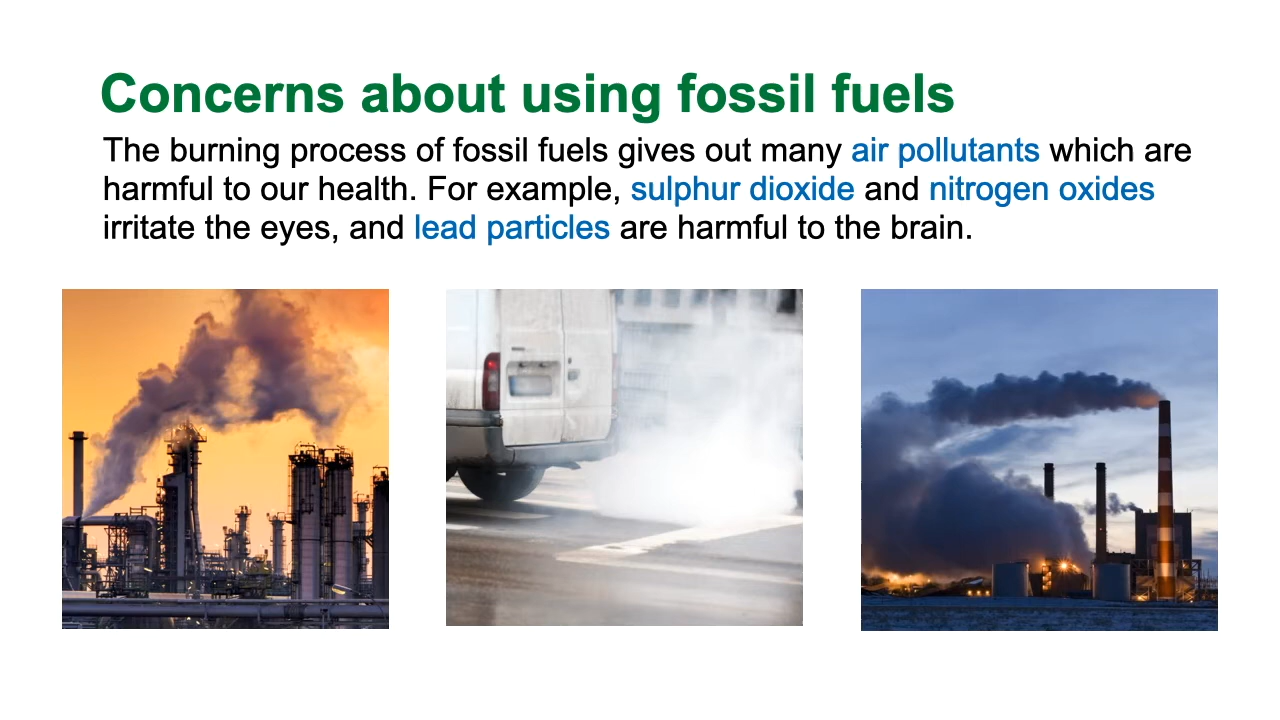 Concerns about using fossil fuels
The burning process of fossil fuels gives out many air pollutants which are
harmful to our health. For example, sulphur dioxide and nitrogen oxides
irritate the eyes, and lead particles are harmful to the brain.